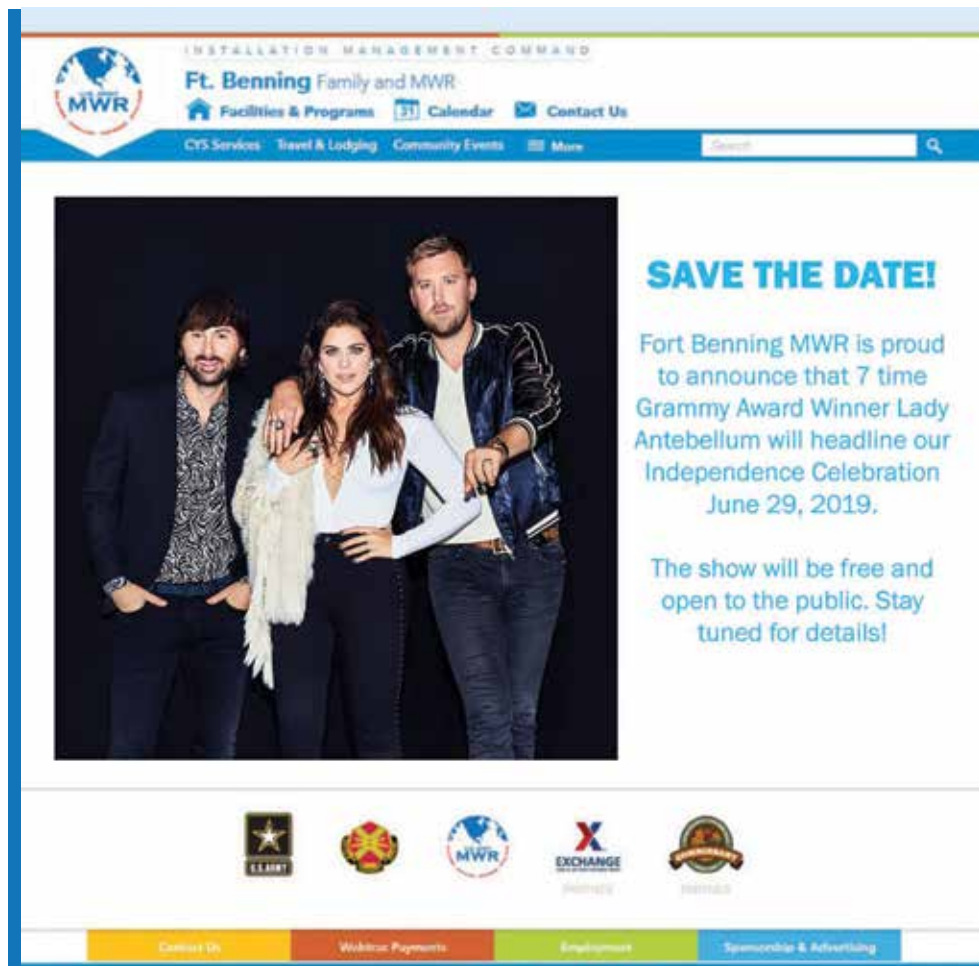 INSTALLATION MANAGEMENT COMMAND
Ft. Benning Family and MWR
Facilities & Programs 31 Calendar Contact Us
U.S. ARMY
MWR
CYS Services Travel & Lodging Community Events More Search
SAVE THE DATE!
Fort Benning MWR is proud
to announce that 7 time
Grammy Award Winner Lady
Antebellum will headline our
Independence Celebration
June 29, 2019.
The show will be free and
open to the public. Stay
tuned for details!
U.S.ARMY
MWR
X
EXCHANGE
Contact Us Webtrac Payments Employment Sponsorship & Advertising